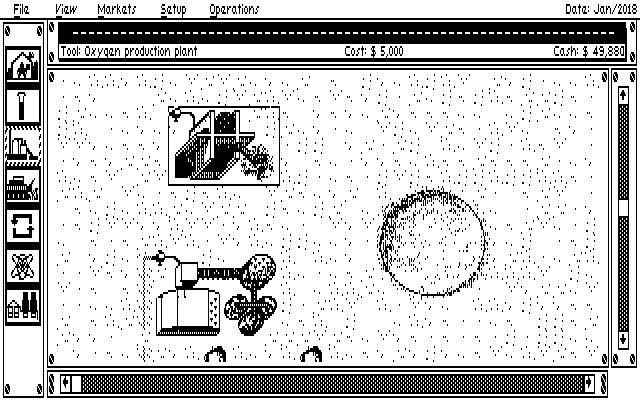 File View Markets Setup Operations Date: Jan/2018
Tool: Oxygen production plant Cost: $ 5,000 Cash: $ 49,880